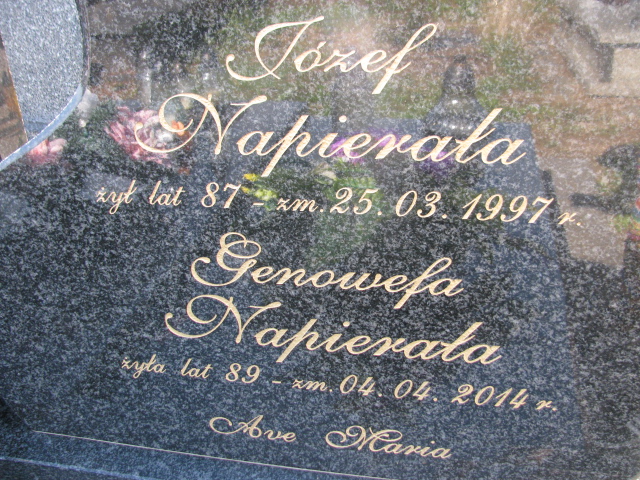 Józef
Napierała
żył lat 87 - zm. 25. 03. 1997 r.
Genowefa
Napierała
żyła lat 89 - zm. 04. 04. 2014 r.
Ave Maria